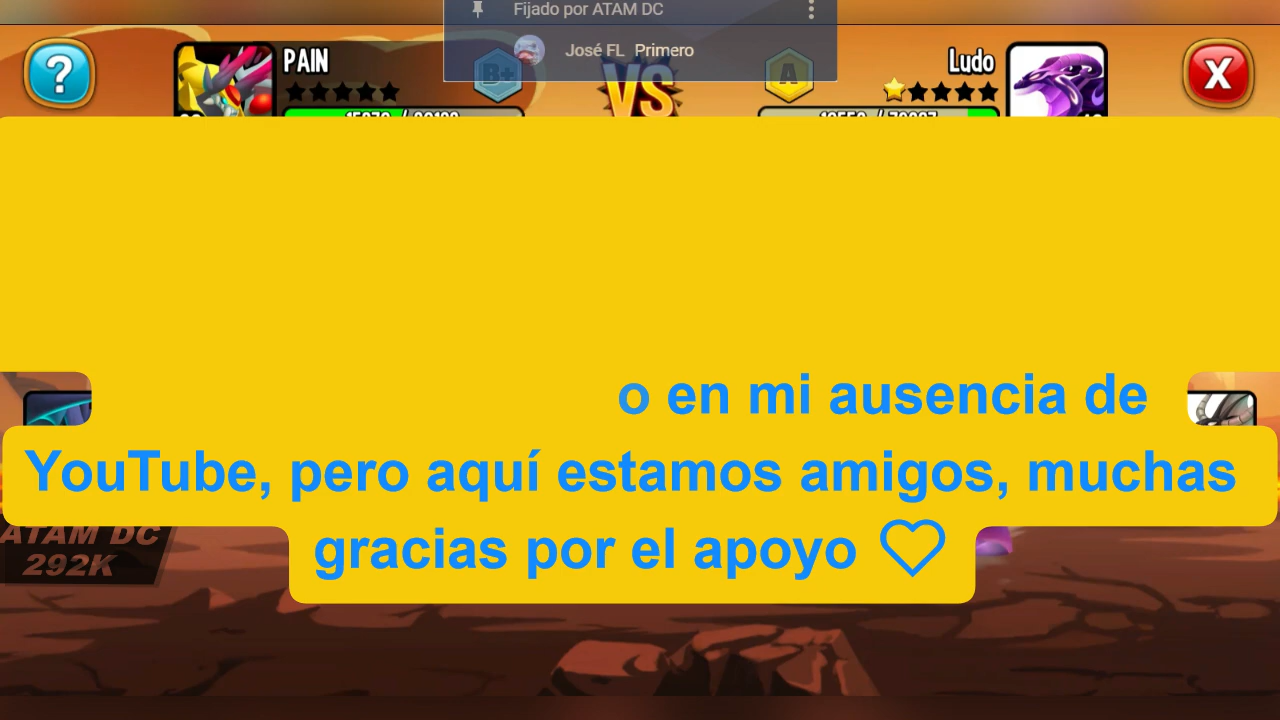 Fijado por ATAM DC
José FL Primero
?
PAIN
B+
VS
A
Ludo
X
o en mi ausencia de
YouTube, pero aquí estamos amigos, muchas
gracias por el apoyo ♡
ATAM DC
292K